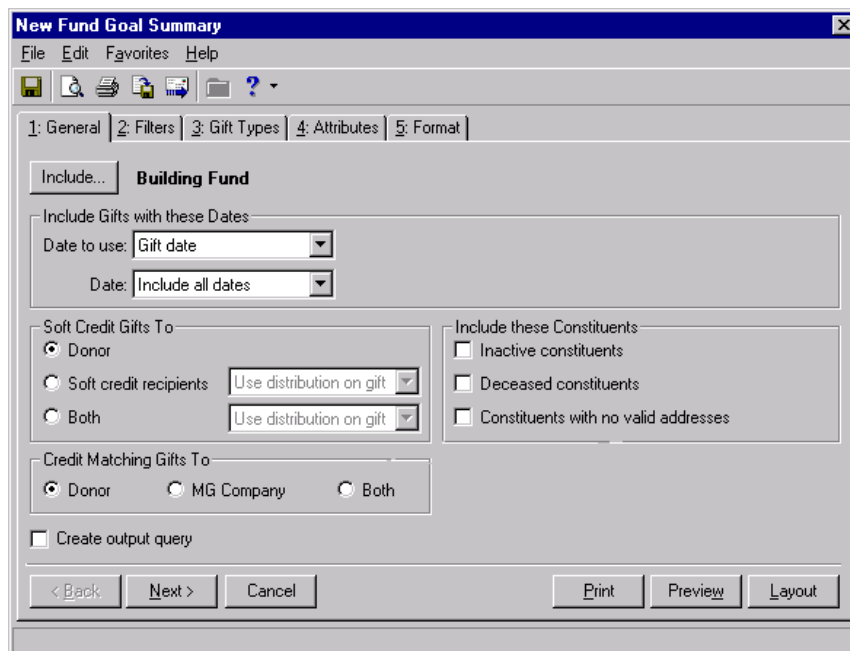 New Fund Goal Summary
File Edit Favorites Help
?
1: General 2: Filters 3: Gift Types 4: Attributes 5: Format
Include... Building Fund
Include Gifts with these Dates
Date to use: Gift date
Date: Include all dates
Soft Credit Gifts To
Donor
Soft credit recipients Use distribution on gift
Both Use distribution on gift
Include these Constituents
Inactive constituents
Deceased constituents
Constituents with no valid addresses
Credit Matching Gifts To
Donor MG Company Both
Create output query
< Back Next > Cancel Print Preview Layout